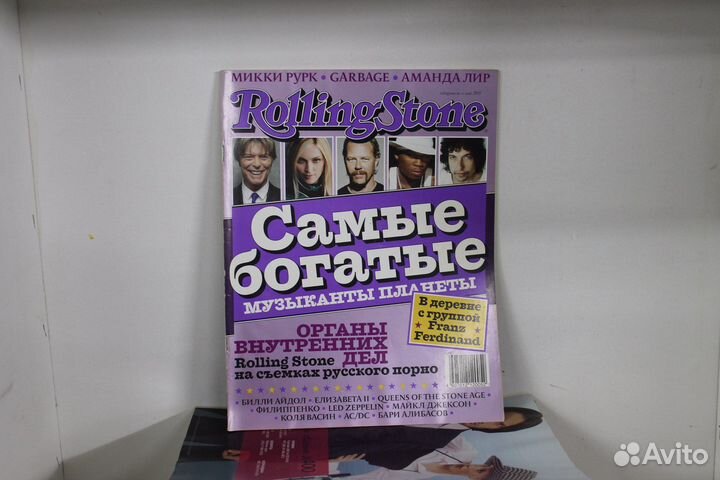 МИККИ РУРК • GARBAGE • АМАНДА ЛИР
Rolling Stone
Самые
богатые
МУЗЫКАНТЫ ПЛАНЕТЫ
В деревне
с группой
★ Franz ★
Ferdinand
ОРГАНЫ
ВНУТРЕННИХ
ДЕЛ
Rolling Stone
на съемках русского порно
• БИЛЛИ АЙДОЛ • ЕЛИЗАВЕТА II • QUEENS OF THE STONE AGE •
• ФИЛИППЕНКО • LED ZEPPELIN • МАЙКЛ ДЖЕКСОН •
• КОЛЯ ВАСИН • AC/DC • БАРИ АЛИБАСОВ •
Avito